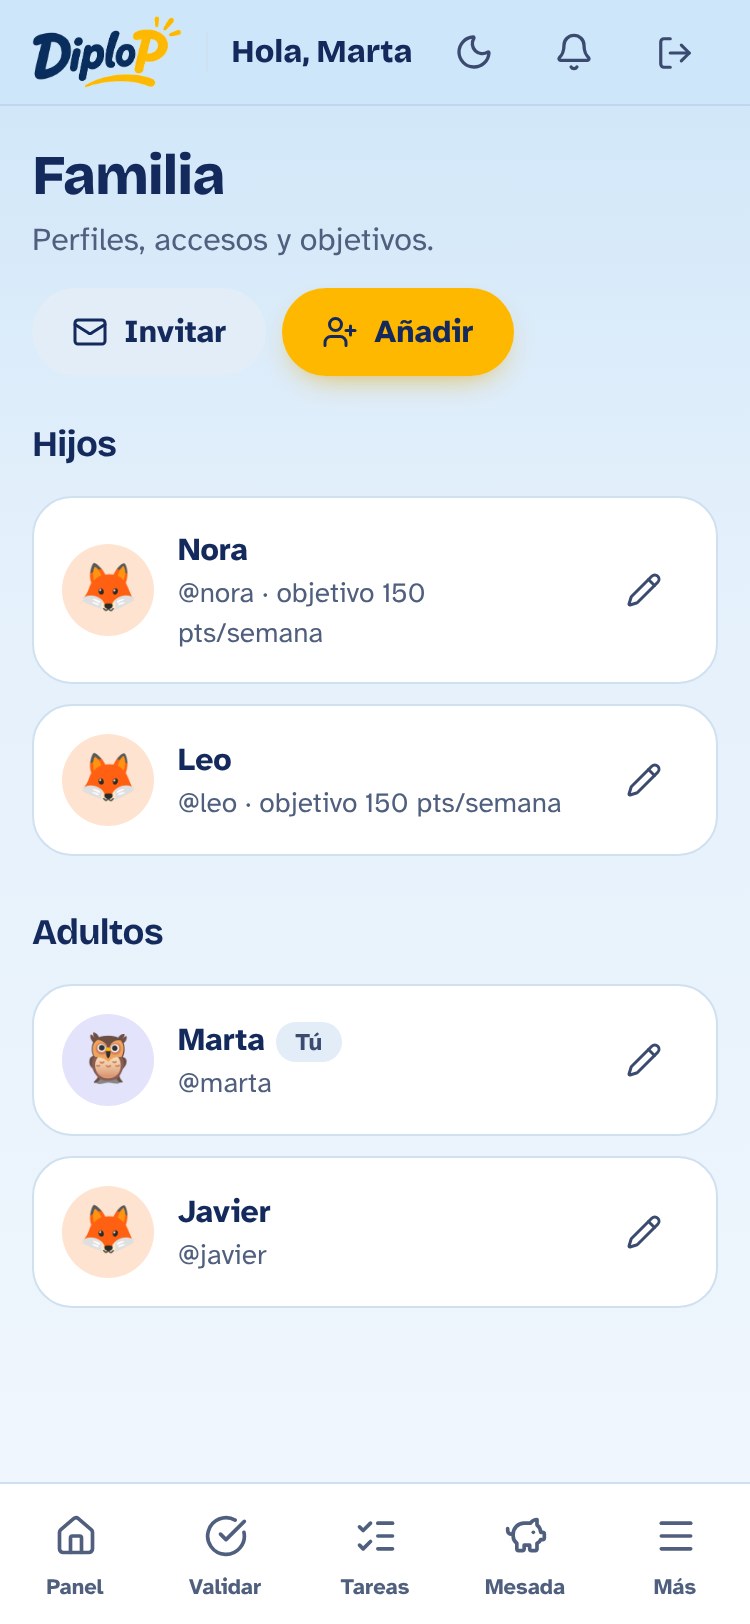 DiploP
Hola, Marta
Familia
Perfiles, accesos y objetivos.
Invitar
Añadir
Hijos
Nora
@nora · objetivo 150
pts/semana
Leo
@leo · objetivo 150 pts/semana
Adultos
Marta Tú
@marta
Javier
@javier
Panel
Validar
Tareas
Mesada
Más